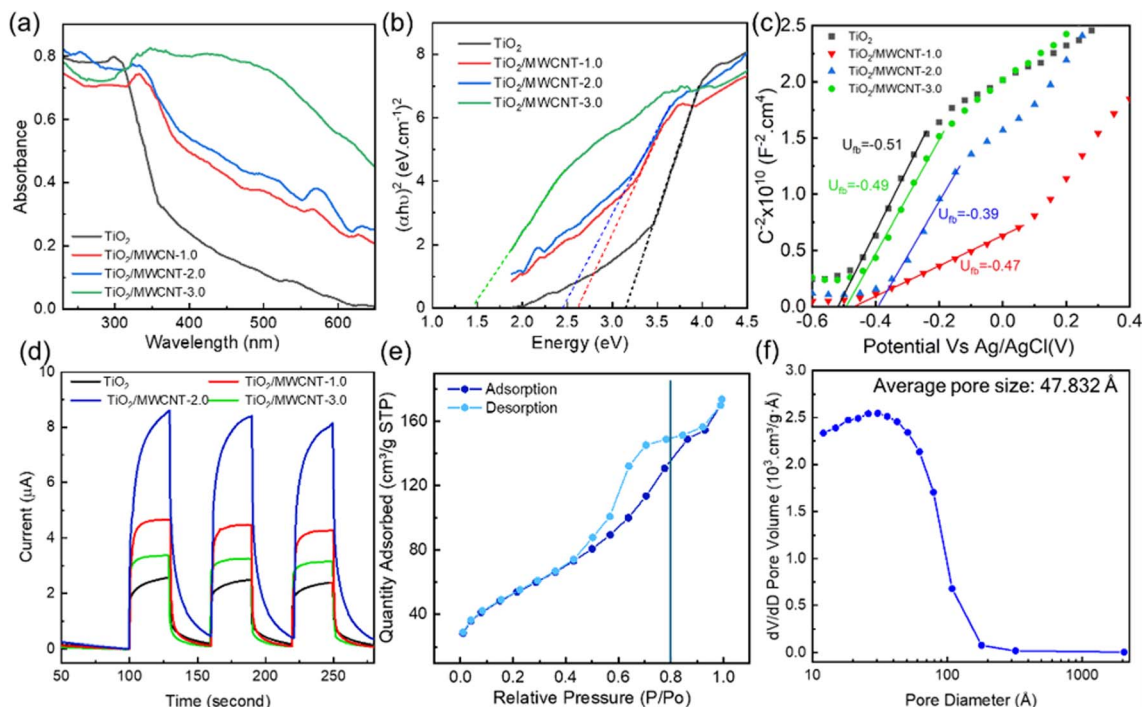 (a)
0.8
0.6
0.4
0.2
0.0
Absorbance
TiO2
TiO2/MWCN-1.0
TiO2/MWCNT-2.0
TiO2/MWCNT-3.0
300
400
500
600
Wavelength (nm)
(b)
8
6
4
2
0
(αhυ)² (eV.cm⁻¹)²
TiO2
TiO2/MWCNT-1.0
TiO2/MWCNT-2.0
TiO2/MWCNT-3.0
1.0
1.5
2.0
2.5
3.0
3.5
4.0
4.5
Energy (eV)
(c)
2.5
2.0
1.5
1.0
0.5
0.0
C⁻²x10¹⁰ (F⁻².cm⁴)
TiO2
TiO2/MWCNT-1.0
TiO2/MWCNT-2.0
TiO2/MWCNT-3.0
Ufb=-0.51
Ufb=-0.49
Ufb=-0.39
Ufb=-0.47
-0.6
-0.4
-0.2
0.0
0.2
0.4
Potential Vs Ag/AgCl(V)
(d)
10
8
6
4
2
0
Current (µA)
TiO2
TiO2/MWCNT-1.0
TiO2/MWCNT-2.0
TiO2/MWCNT-3.0
50
100
150
200
250
Time (second)
(e)
160
120
80
40
Quantity Adsorbed (cm³/g STP)
Adsorption
Desorption
0.0
0.2
0.4
0.6
0.8
1.0
Relative Pressure (P/Po)
(f)
3.0
2.5
2.0
1.5
1.0
0.5
0.0
dV/dD Pore Volume (10³.cm³/g·Å)
Average pore size: 47.832 Å
10
100
1000
Pore Diameter (Å)